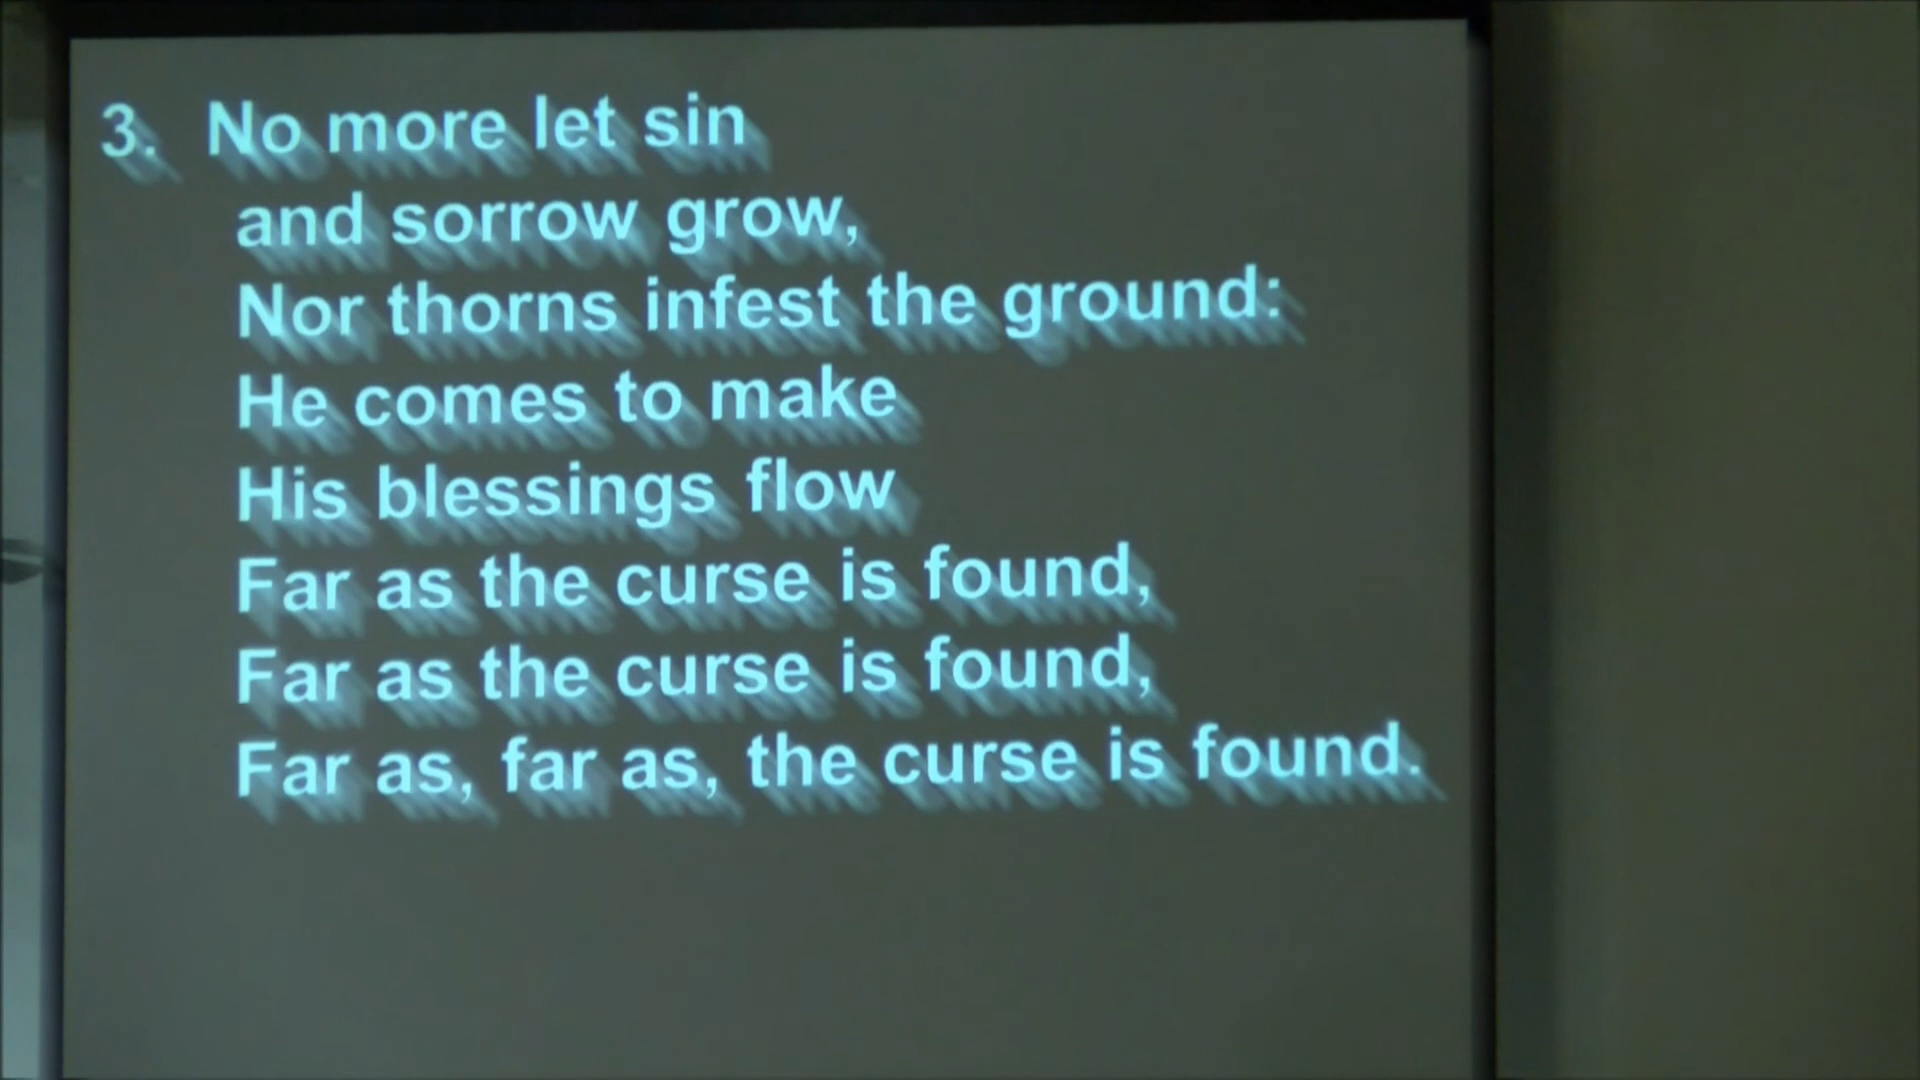 3. No more let sin
and sorrow grow,
Nor thorns infest the ground:
He comes to make
His blessings flow
Far as the curse is found,
Far as the curse is found,
Far as, far as, the curse is found.